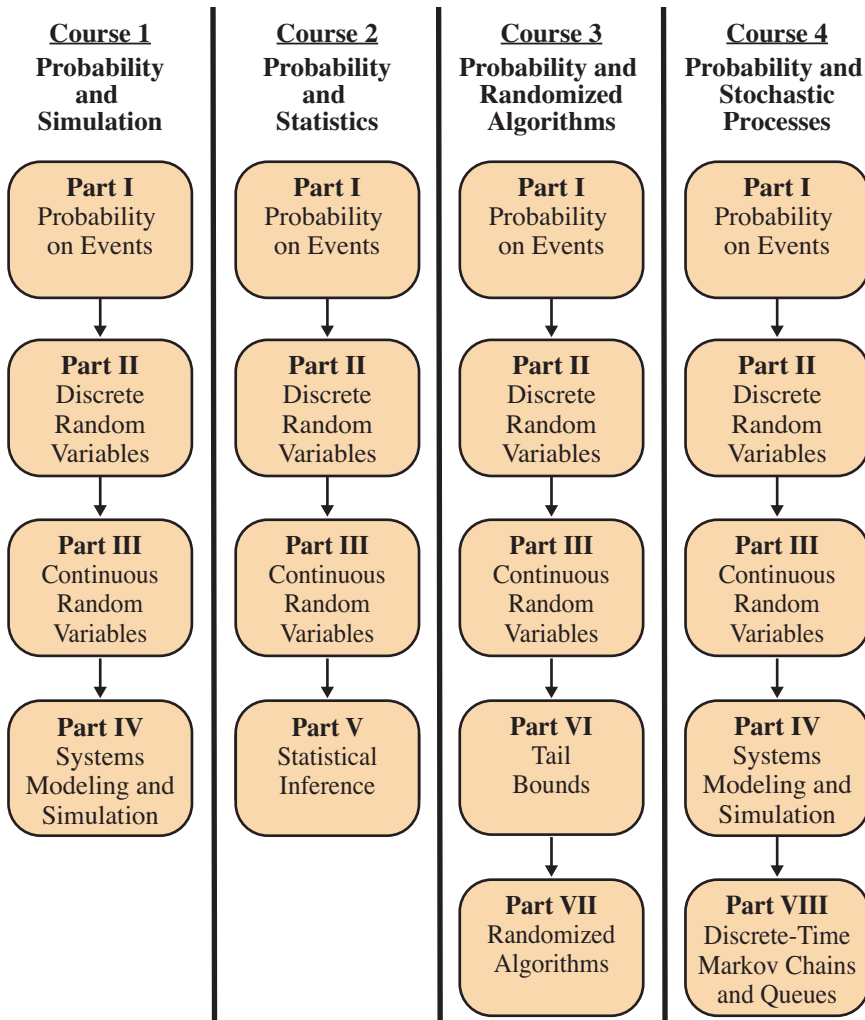 Course 1
Probability
and
Simulation
Part I
Probability
on Events
Part II
Discrete
Random
Variables
Part III
Continuous
Random
Variables
Part IV
Systems
Modeling and
Simulation
Course 2
Probability
and
Statistics
Part I
Probability
on Events
Part II
Discrete
Random
Variables
Part III
Continuous
Random
Variables
Part V
Statistical
Inference
Course 3
Probability and
Randomized
Algorithms
Part I
Probability
on Events
Part II
Discrete
Random
Variables
Part III
Continuous
Random
Variables
Part VI
Tail
Bounds
Part VII
Randomized
Algorithms
Course 4
Probability and
Stochastic
Processes
Part I
Probability
on Events
Part II
Discrete
Random
Variables
Part III
Continuous
Random
Variables
Part IV
Systems
Modeling and
Simulation
Part VIII
Discrete-Time
Markov Chains
and Queues